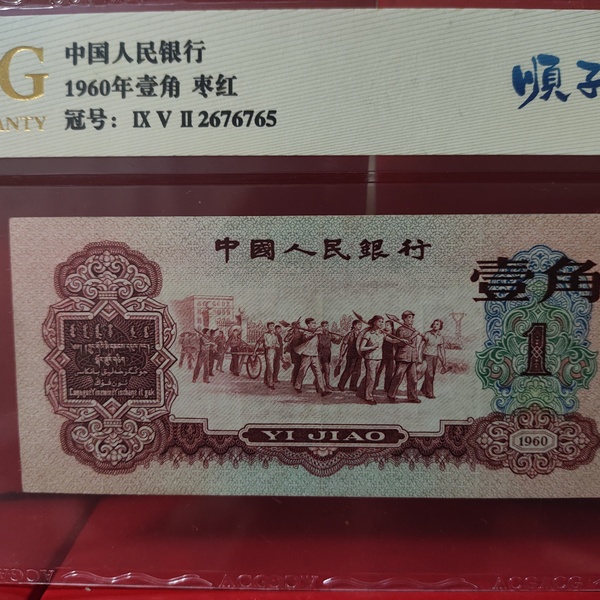 G
中国人民银行
1960年壹角 枣红
ANTY
冠号: Ⅸ Ⅴ Ⅱ 2676765
順子
中國人民銀行
壹角
1
YI JIAO
1960